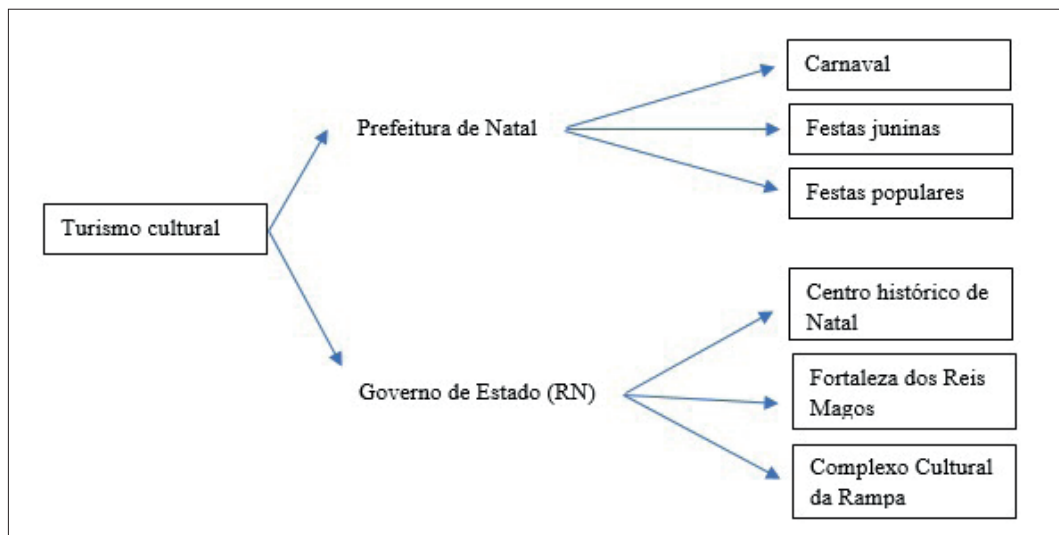 Turismo cultural
Prefeitura de Natal
Carnaval
Festas juninas
Festas populares
Governo de Estado (RN)
Centro histórico de
Natal
Fortaleza dos Reis
Magos
Complexo Cultural
da Rampa